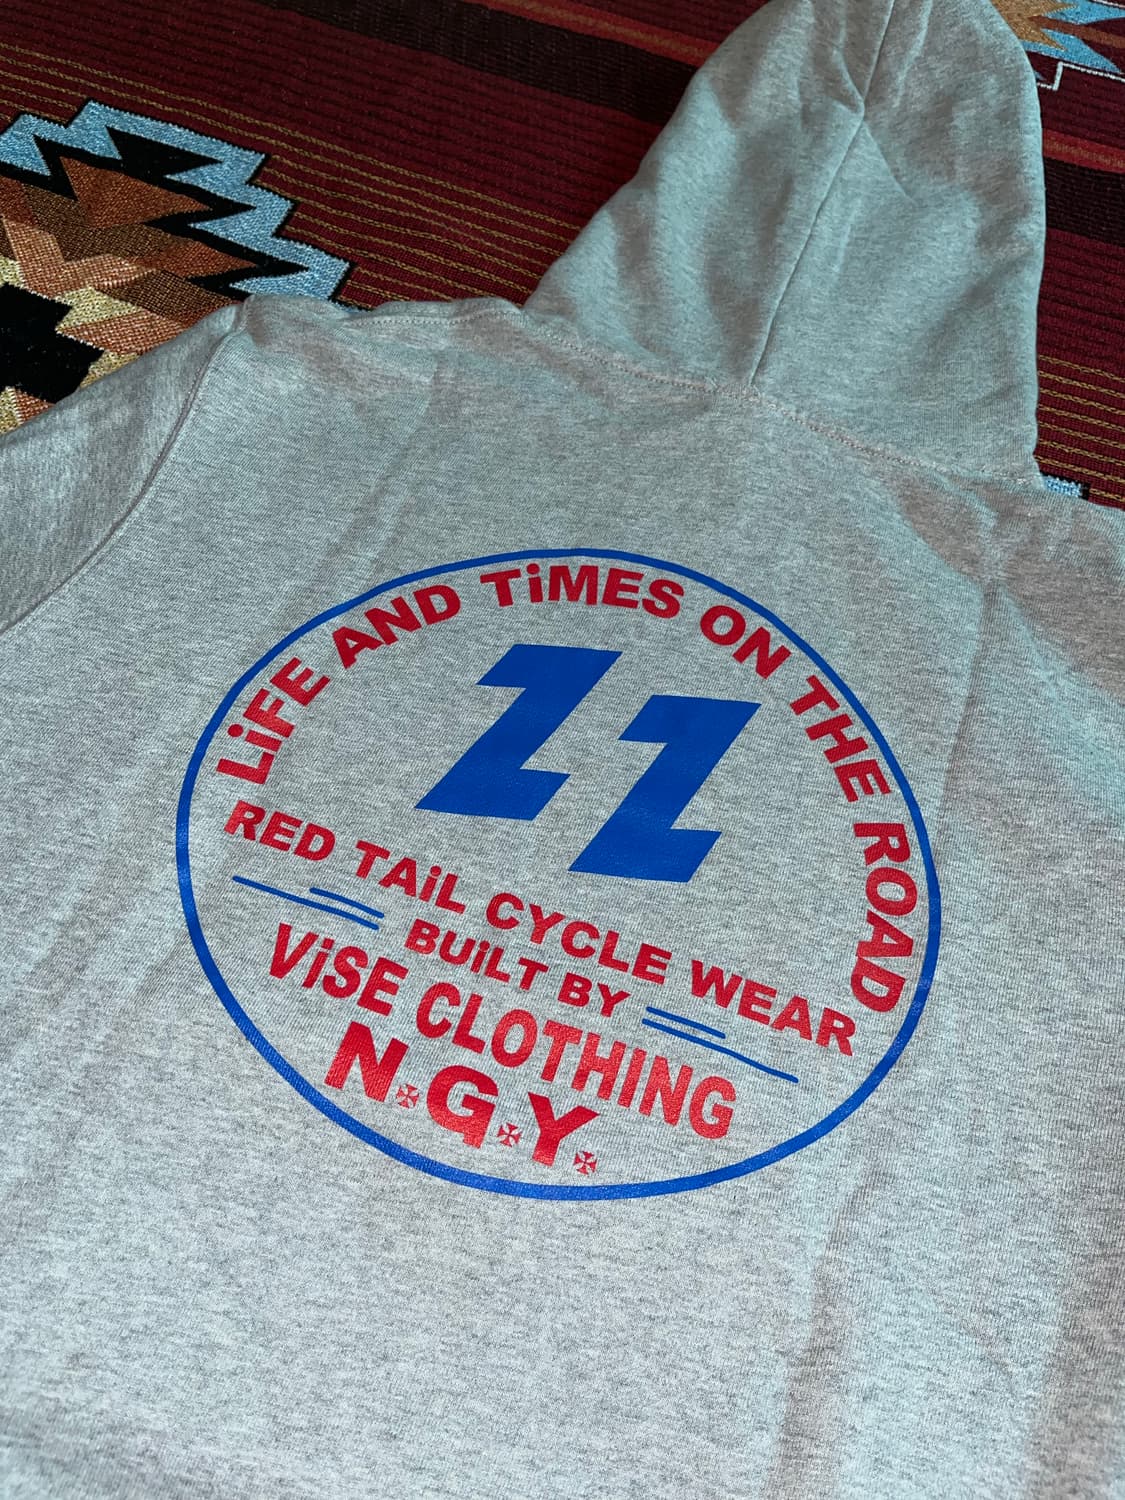 LiFE AND TiMES ON THE ROAD
ZZ
RED TAiL CYCLE WEAR
BUiLT BY
ViSE CLOTHING
N.G.Y.